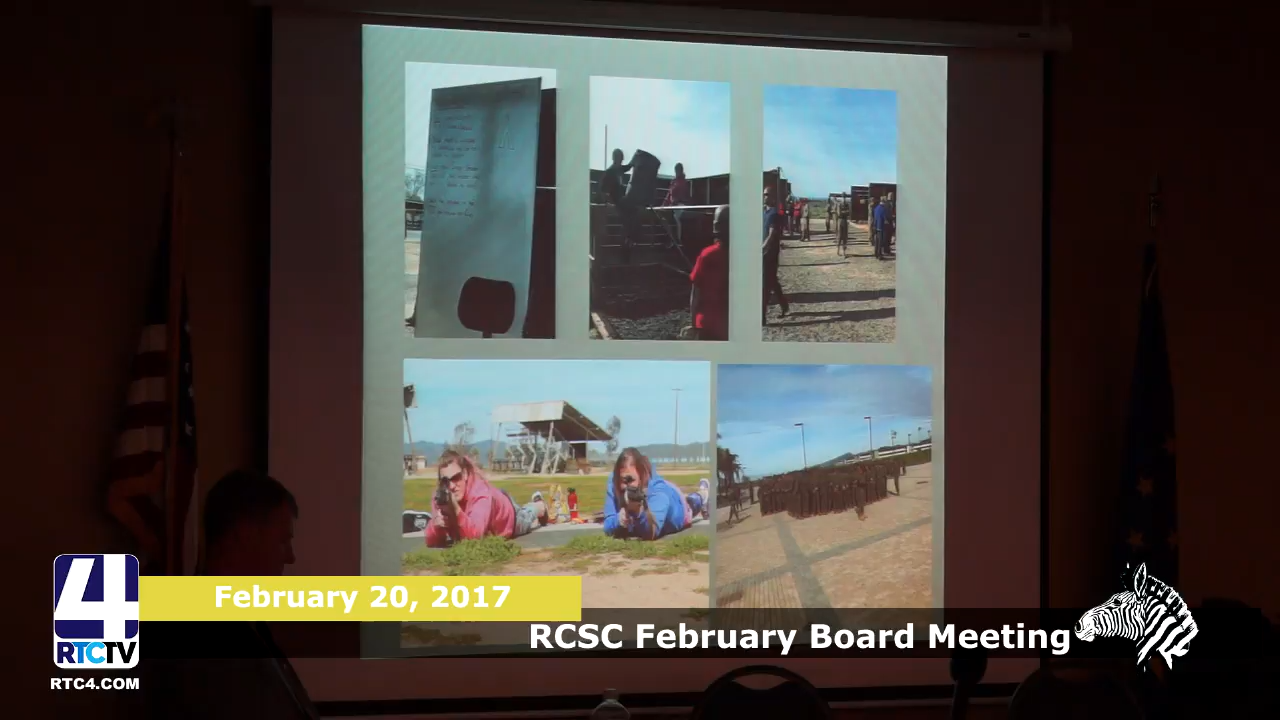 February 20, 2017
RCSC February Board Meeting
4
RTCTV
RTC4.COM